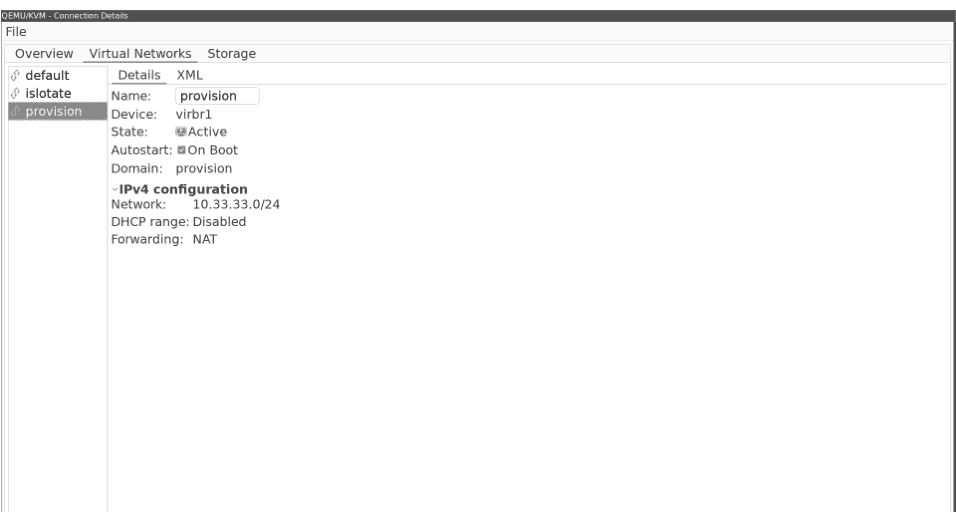 QEMU/KVM - Connection Details
File
Overview Virtual Networks Storage
default
islotate
provision
Details XML
Name: provision
Device: virbr1
State: Active
Autostart: On Boot
Domain: provision
IPv4 configuration
Network: 10.33.33.0/24
DHCP range: Disabled
Forwarding: NAT